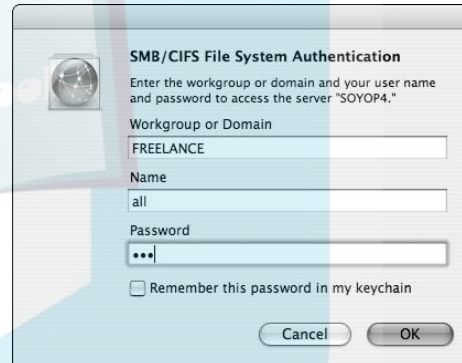 SMB/CIFS File System Authentication
Enter the workgroup or domain and your user name
and password to access the server "SOYOP4."
Workgroup or Domain
FREELANCE
Name
all
Password
•••
Remember this password in my keychain
Cancel OK